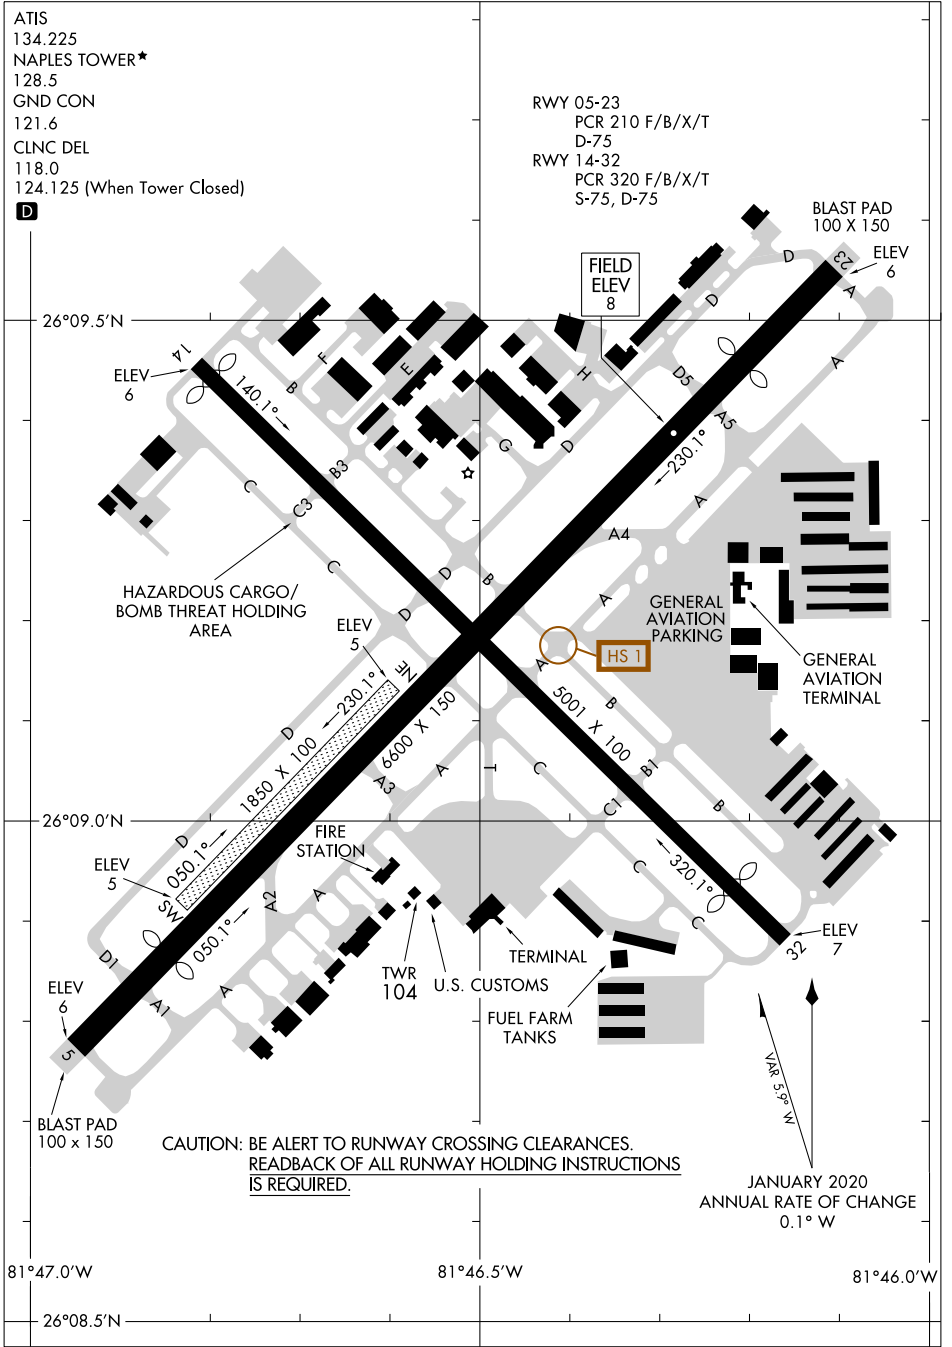 ATIS
134.225
NAPLES TOWER★
128.5
GND CON
121.6
CLNC DEL
118.0
124.125 (When Tower Closed)
D
RWY 05-23
PCR 210 F/B/X/T
D-75
RWY 14-32
PCR 320 F/B/X/T
S-75, D-75
BLAST PAD
100 X 150
23
ELEV
6
A
D
D
FIELD
ELEV
8
26°09.5'N
14
ELEV
6
140.1°
B
F
E
H
D5
A
A5
230.1°
G
D
B3
C
C3
A
A4
HAZARDOUS CARGO/
BOMB THREAT HOLDING
AREA
C
D
B
D
A
GENERAL
AVIATION
PARKING
GENERAL
AVIATION
TERMINAL
HS 1
A
ELEV
5
NE
230.1°
1850 X 100
050.1°
SW
ELEV
5
6600 X 150
5001 X 100
B
D
D
A3
A
I
C
B1
C1
B
26°09.0'N
FIRE
STATION
A2
A
050.1°
320.1°
C
C
32
ELEV
7
D1
A1
A
ELEV
6
5
TWR
104
U.S. CUSTOMS
TERMINAL
FUEL FARM
TANKS
BLAST PAD
100 x 150
VAR 5.9° W
CAUTION: BE ALERT TO RUNWAY CROSSING CLEARANCES.
READBACK OF ALL RUNWAY HOLDING INSTRUCTIONS
IS REQUIRED.
JANUARY 2020
ANNUAL RATE OF CHANGE
0.1° W
81°47.0'W
81°46.5'W
81°46.0'W
26°08.5'N